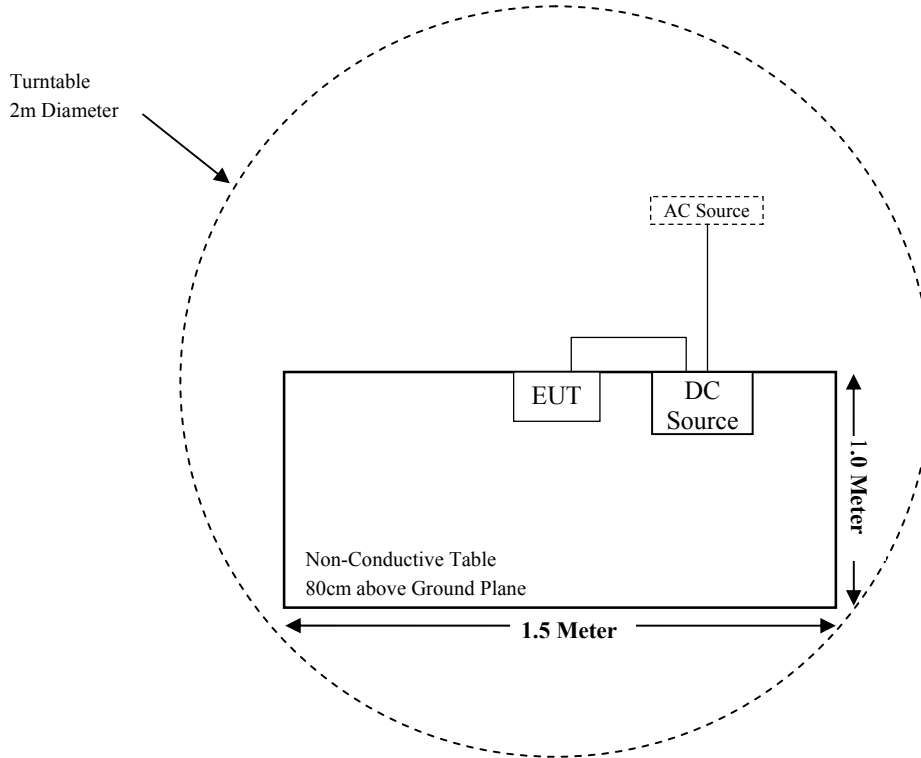 Turntable
2m Diameter
AC Source
EUT
DC
Source
1.0 Meter
Non-Conductive Table
80cm above Ground Plane
1.5 Meter